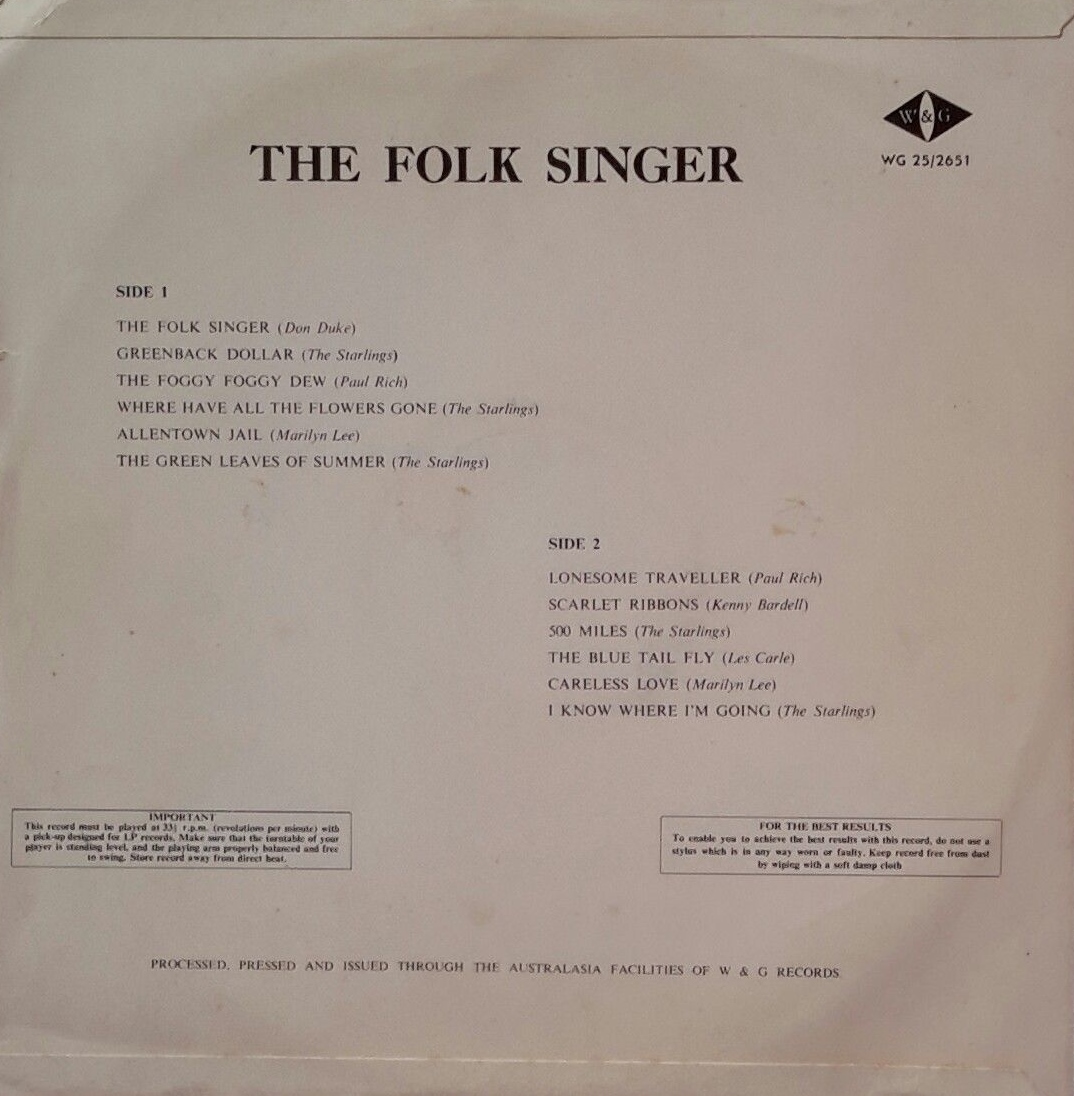 W & G
WG 25/2651
THE FOLK SINGER
SIDE 1
THE FOLK SINGER (Don Duke)
GREENBACK DOLLAR (The Starlings)
THE FOGGY FOGGY DEW (Paul Rich)
WHERE HAVE ALL THE FLOWERS GONE (The Starlings)
ALLENTOWN JAIL (Marilyn Lee)
THE GREEN LEAVES OF SUMMER (The Starlings)
SIDE 2
LONESOME TRAVELLER (Paul Rich)
SCARLET RIBBONS (Kenny Bardell)
500 MILES (The Starlings)
THE BLUE TAIL FLY (Les Carle)
CARELESS LOVE (Marilyn Lee)
I KNOW WHERE I'M GOING (The Starlings)
IMPORTANT
This record must be played at 33⅓ r.p.m. (revolutions per minute) with
a pick-up designed for LP records. Make sure that the turntable of your
player is standing level, and the playing arm properly balanced and free
to swing. Store record away from direct heat.
FOR THE BEST RESULTS
To enable you to achieve the best results with this record, do not use a
stylus which is in any way worn or faulty. Keep record free from dust
by wiping with a soft damp cloth
PROCESSED, PRESSED AND ISSUED THROUGH THE AUSTRALASIA FACILITIES OF W & G RECORDS